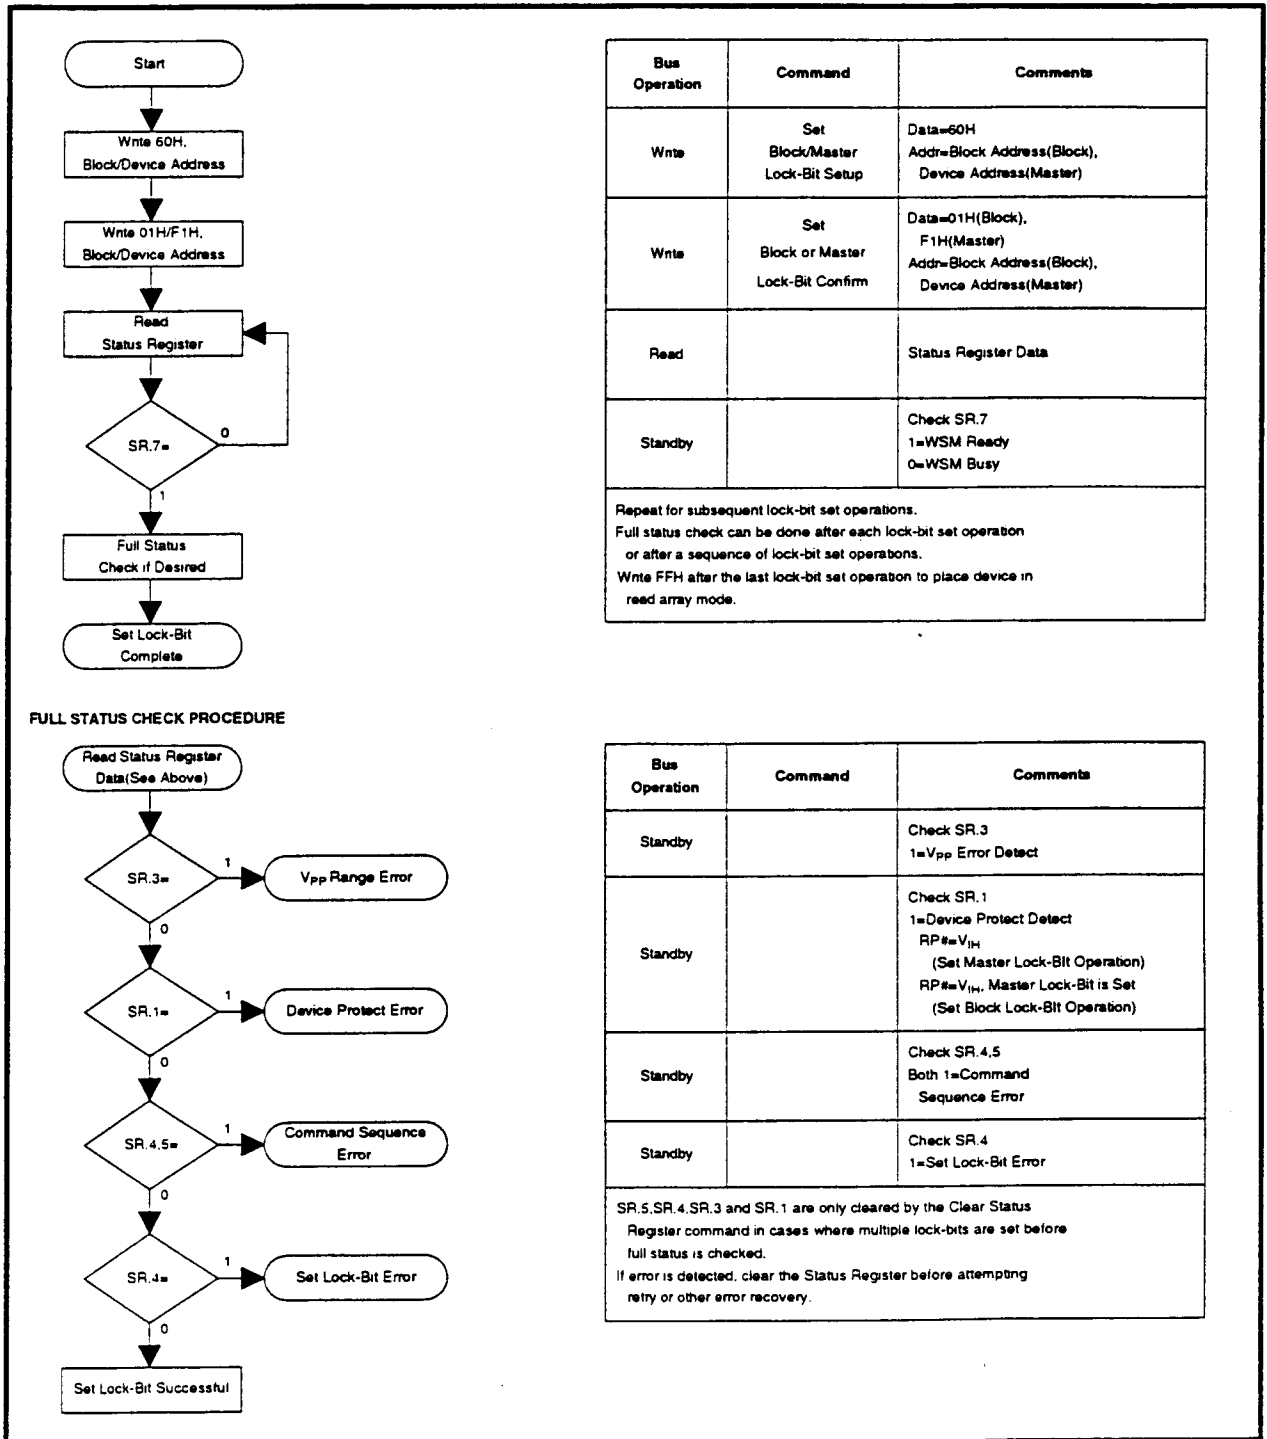 Start
Write 60H,
Block/Device Address
Write 01H/F1H,
Block/Device Address
Read
Status Register
SR.7=
0
1
Full Status
Check if Desired
Set Lock-Bit
Complete
Bus
Operation
Command
Comments
Write
Set
Block/Master
Lock-Bit Setup
Data=60H
Addr=Block Address(Block),
Device Address(Master)
Write
Set
Block or Master
Lock-Bit Confirm
Data=01H(Block),
F1H(Master)
Addr=Block Address(Block),
Device Address(Master)
Read
Status Register Data
Standby
Check SR.7
1=WSM Ready
0=WSM Busy
Repeat for subsequent lock-bit set operations.
Full status check can be done after each lock-bit set operation
or after a sequence of lock-bit set operations.
Write FFH after the last lock-bit set operation to place device in
read array mode.
FULL STATUS CHECK PROCEDURE
Read Status Register
Data(See Above)
SR.3=
1
VPP Range Error
0
SR.1=
1
Device Protect Error
0
SR.4,5=
1
Command Sequence
Error
0
SR.4=
1
Set Lock-Bit Error
0
Set Lock-Bit Successful
Bus
Operation
Command
Comments
Standby
Check SR.3
1=VPP Error Detect
Standby
Check SR.1
1=Device Protect Detect
RP#=VIH
(Set Master Lock-Bit Operation)
RP#=VIH, Master Lock-Bit is Set
(Set Block Lock-Bit Operation)
Standby
Check SR.4,5
Both 1=Command
Sequence Error
Standby
Check SR.4
1=Set Lock-Bit Error
SR.5,SR.4,SR.3 and SR.1 are only cleared by the Clear Status
Register command in cases where multiple lock-bits are set before
full status is checked.
If error is detected, clear the Status Register before attempting
retry or other error recovery.